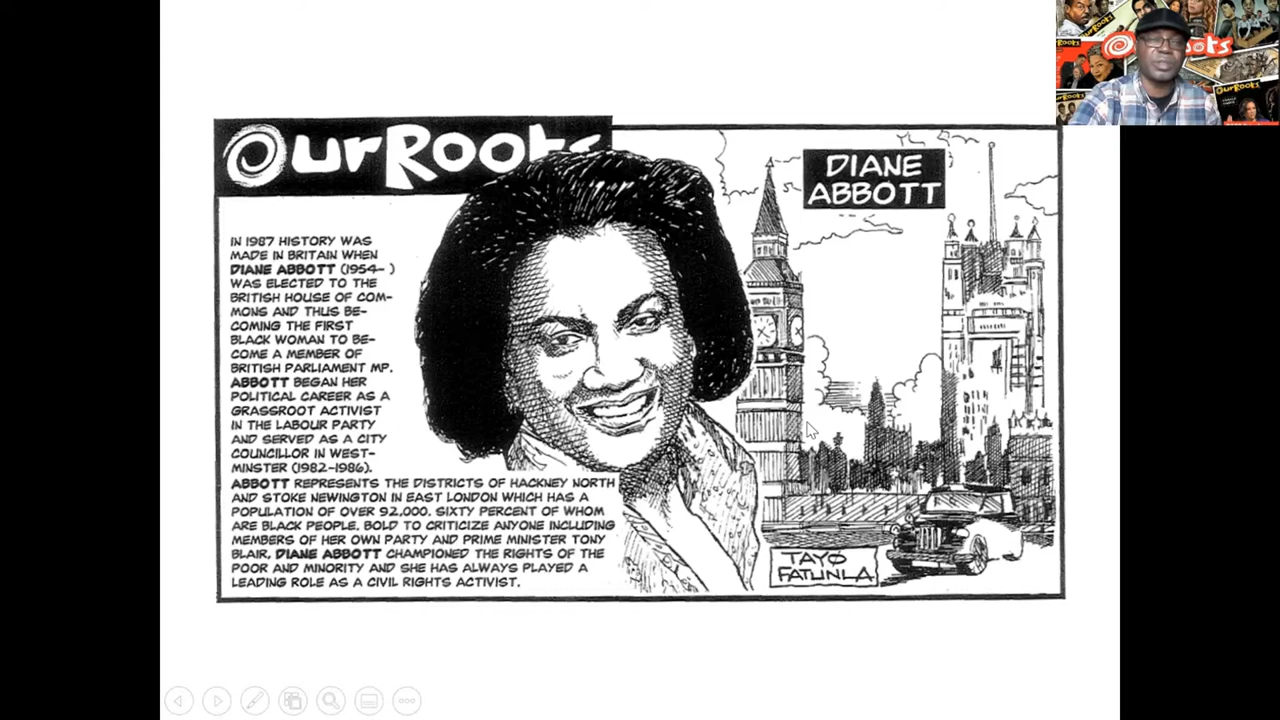 OurRoots
DIANE
ABBOTT
IN 1987 HISTORY WAS
MADE IN BRITAIN WHEN
DIANE ABBOTT (1954- )
WAS ELECTED TO THE
BRITISH HOUSE OF COM-
MONS AND THUS BE-
COMING THE FIRST
BLACK WOMAN TO BE-
COME A MEMBER OF
BRITISH PARLIAMENT MP.
ABBOTT BEGAN HER
POLITICAL CAREER AS A
GRASSROOT ACTIVIST
IN THE LABOUR PARTY
AND SERVED AS A CITY
COUNCILLOR IN WEST-
MINSTER (1982-1986).
ABBOTT REPRESENTS THE DISTRICTS OF HACKNEY NORTH
AND STOKE NEWINGTON IN EAST LONDON WHICH HAS A
POPULATION OF OVER 92,000. SIXTY PERCENT OF WHOM
ARE BLACK PEOPLE. BOLD TO CRITICIZE ANYONE INCLUDING
MEMBERS OF HER OWN PARTY AND PRIME MINISTER TONY
BLAIR, DIANE ABBOTT CHAMPIONED THE RIGHTS OF THE
POOR AND MINORITY AND SHE HAS ALWAYS PLAYED A
LEADING ROLE AS A CIVIL RIGHTS ACTIVIST.
TAYO
FATUNLA